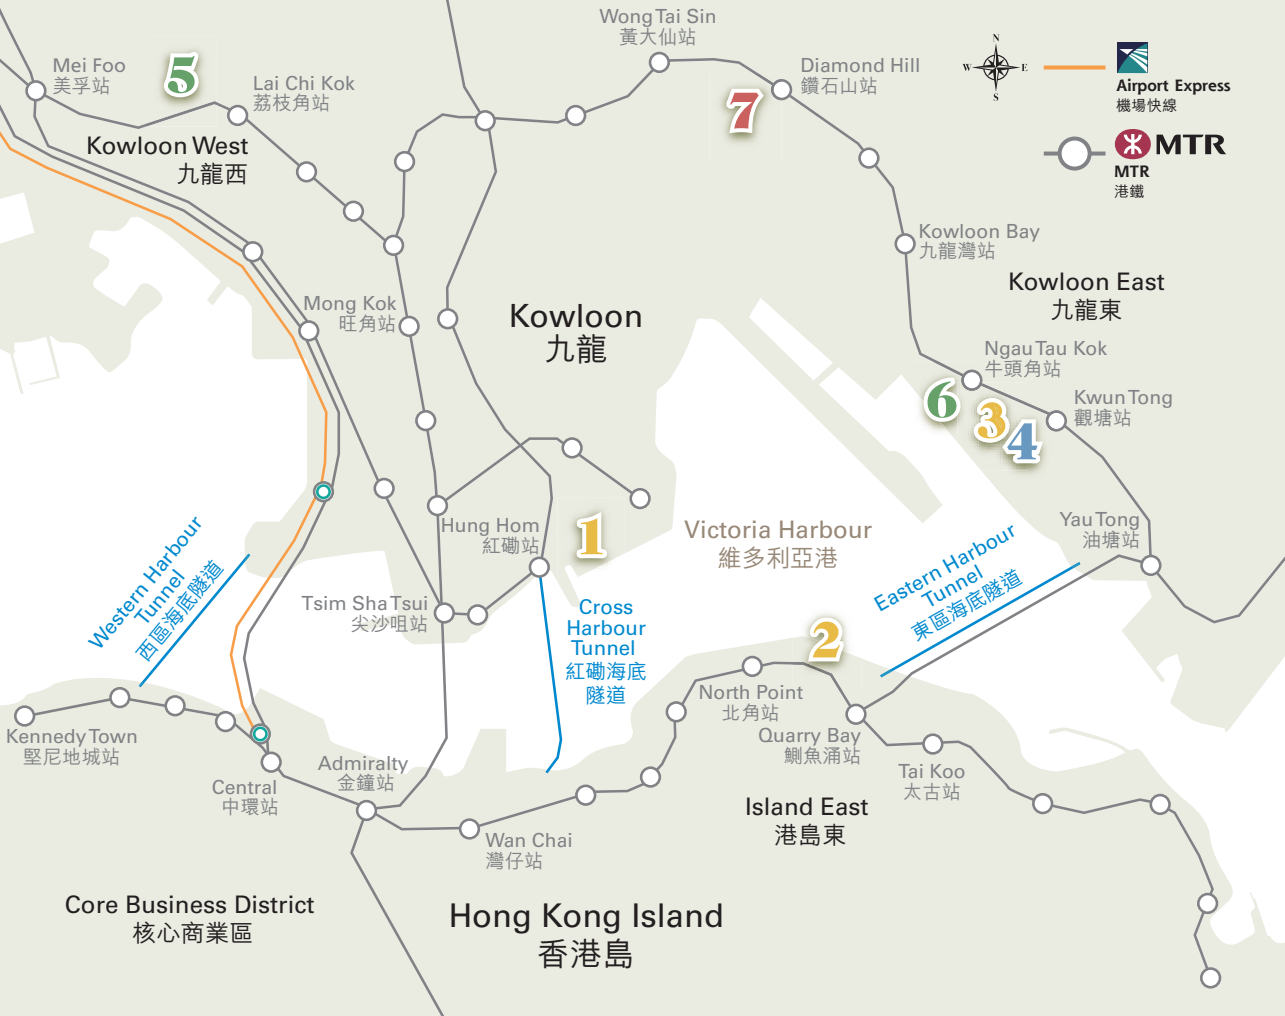 Wong Tai Sin
黃大仙站
Mei Foo
美孚站
5
Lai Chi Kok
荔枝角站
Diamond Hill
鑽石山站
7
N
W
E
S
Airport Express
機場快線
MTR
MTR
港鐵
Kowloon West
九龍西
Kowloon Bay
九龍灣站
Kowloon East
九龍東
Mong Kok
旺角站
Kowloon
九龍
Ngau Tau Kok
牛頭角站
6
3
4
Kwun Tong
觀塘站
Hung Hom
紅磡站
1
Victoria Harbour
維多利亞港
Yau Tong
油塘站
Western Harbour
Tunnel
西區海底隧道
Eastern Harbour
Tunnel
東區海底隧道
Tsim Sha Tsui
尖沙咀站
Cross
Harbour
Tunnel
紅磡海底
隧道
2
North Point
北角站
Quarry Bay
鰂魚涌站
Kennedy Town
堅尼地城站
Central
中環站
Admiralty
金鐘站
Tai Koo
太古站
Island East
港島東
Wan Chai
灣仔站
Core Business District
核心商業區
Hong Kong Island
香港島